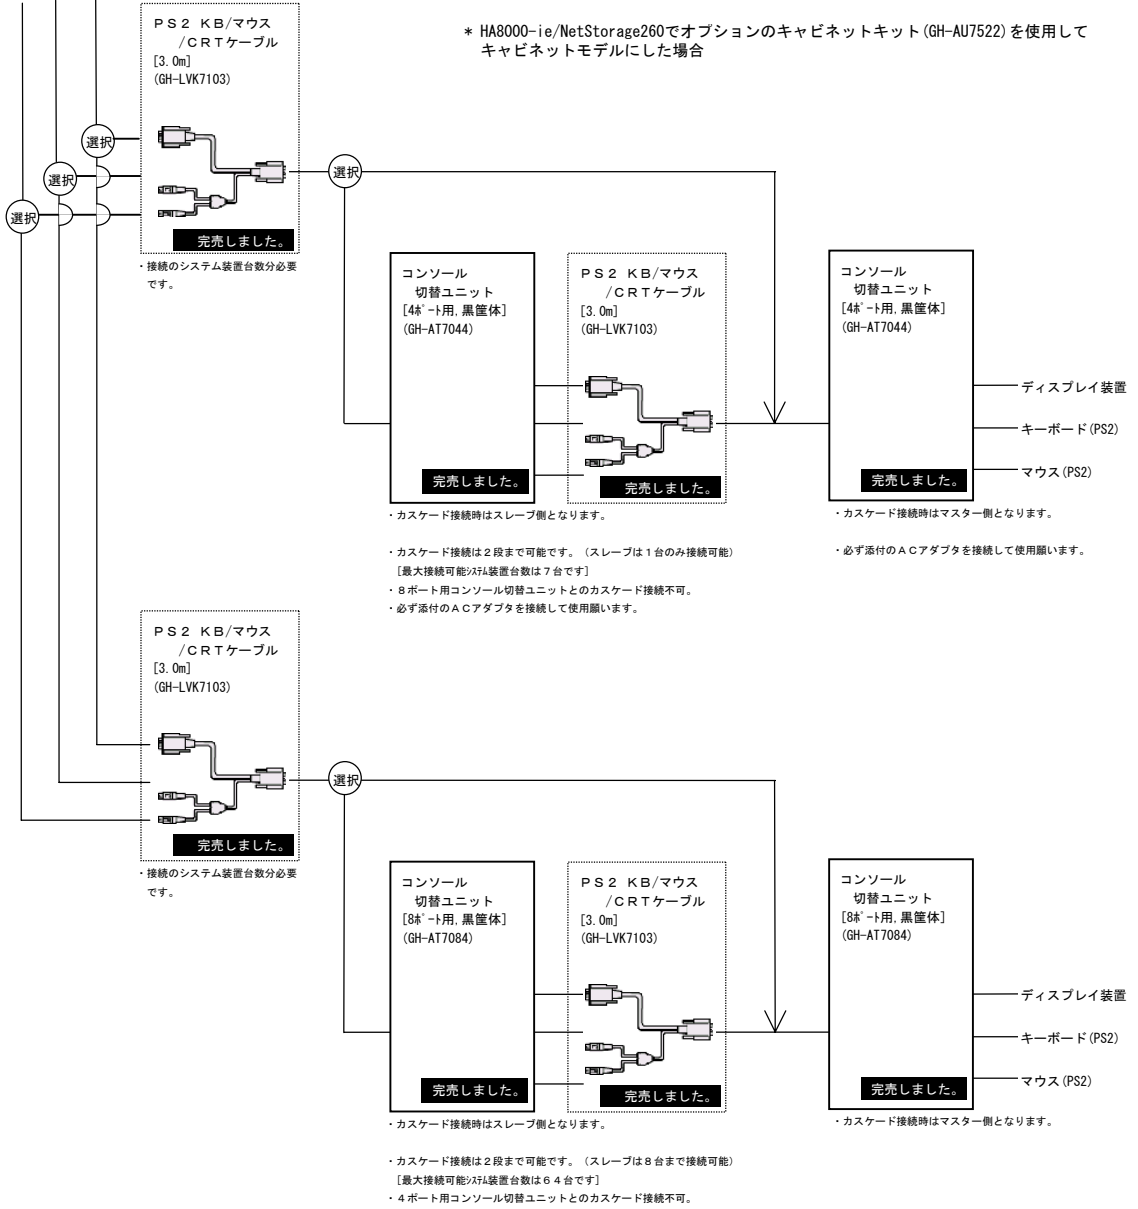 * HA8000-ie/NetStorage260でオプションのキャビネットキット(GH-AU7522)を使用して
キャビネットモデルにした場合
PS2 KB/マウス
/CRTケーブル
[3.0m]
(GH-LVK7103)
選択
選択
選択
選択
完売しました。
・接続のシステム装置台数分必要
です。
コンソール
切替ユニット
[4ﾎﾟｰﾄ用,黒筐体]
(GH-AT7044)
完売しました。
PS2 KB/マウス
/CRTケーブル
[3.0m]
(GH-LVK7103)
完売しました。
コンソール
切替ユニット
[4ﾎﾟｰﾄ用,黒筐体]
(GH-AT7044)
完売しました。
ディスプレイ装置
キーボード(PS2)
マウス(PS2)
・カスケード接続時はスレーブ側となります。
・カスケード接続時はマスター側となります。
・カスケード接続は２段まで可能です。（スレーブは１台のみ接続可能）
[最大接続可能ｼｽﾃﾑ装置台数は７台です]
・８ポート用コンソール切替ユニットとのカスケード接続不可。
・必ず添付のＡＣアダプタを接続して使用願います。
・必ず添付のＡＣアダプタを接続して使用願います。
PS2 KB/マウス
/CRTケーブル
[3.0m]
(GH-LVK7103)
選択
完売しました。
・接続のシステム装置台数分必要
です。
コンソール
切替ユニット
[8ﾎﾟｰﾄ用,黒筐体]
(GH-AT7084)
完売しました。
PS2 KB/マウス
/CRTケーブル
[3.0m]
(GH-LVK7103)
完売しました。
コンソール
切替ユニット
[8ﾎﾟｰﾄ用,黒筐体]
(GH-AT7084)
完売しました。
ディスプレイ装置
キーボード(PS2)
マウス(PS2)
・カスケード接続時はスレーブ側となります。
・カスケード接続時はマスター側となります。
・カスケード接続は２段まで可能です。（スレーブは８台まで接続可能）
[最大接続可能ｼｽﾃﾑ装置台数は６４台です]
・４ポート用コンソール切替ユニットとのカスケード接続不可。